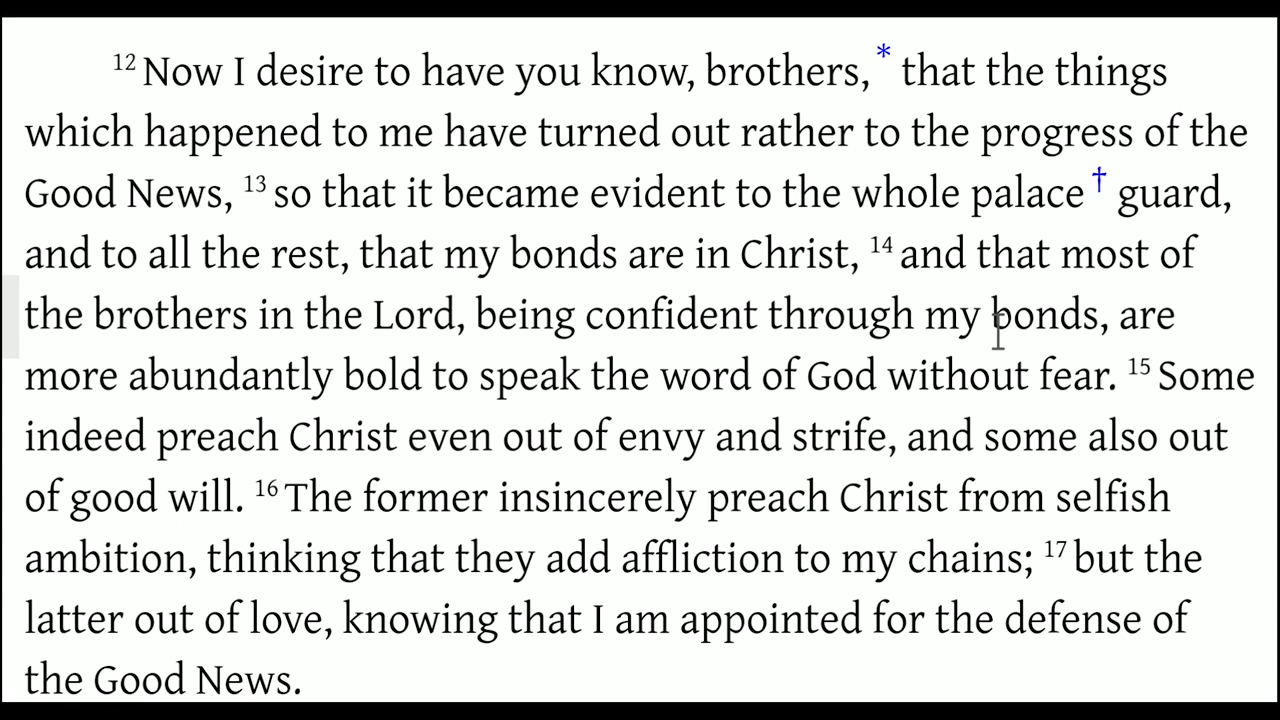 12 Now I desire to have you know, brothers,* that the things
which happened to me have turned out rather to the progress of the
Good News, 13 so that it became evident to the whole palace† guard,
and to all the rest, that my bonds are in Christ, 14 and that most of
the brothers in the Lord, being confident through my bonds, are
more abundantly bold to speak the word of God without fear. 15 Some
indeed preach Christ even out of envy and strife, and some also out
of good will. 16 The former insincerely preach Christ from selfish
ambition, thinking that they add affliction to my chains; 17 but the
latter out of love, knowing that I am appointed for the defense of
the Good News.